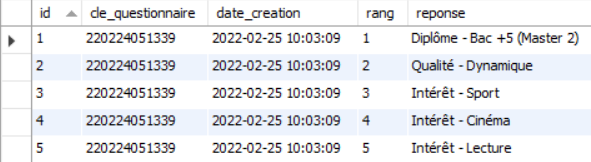 id cle_questionnaire date_creation rang reponse
1 220224051339 2022-02-25 10:03:09 1 Diplôme - Bac +5 (Master 2)
2 220224051339 2022-02-25 10:03:09 2 Qualité - Dynamique
3 220224051339 2022-02-25 10:03:09 3 Intérêt - Sport
4 220224051339 2022-02-25 10:03:09 4 Intérêt - Cinéma
5 220224051339 2022-02-25 10:03:09 5 Intérêt - Lecture